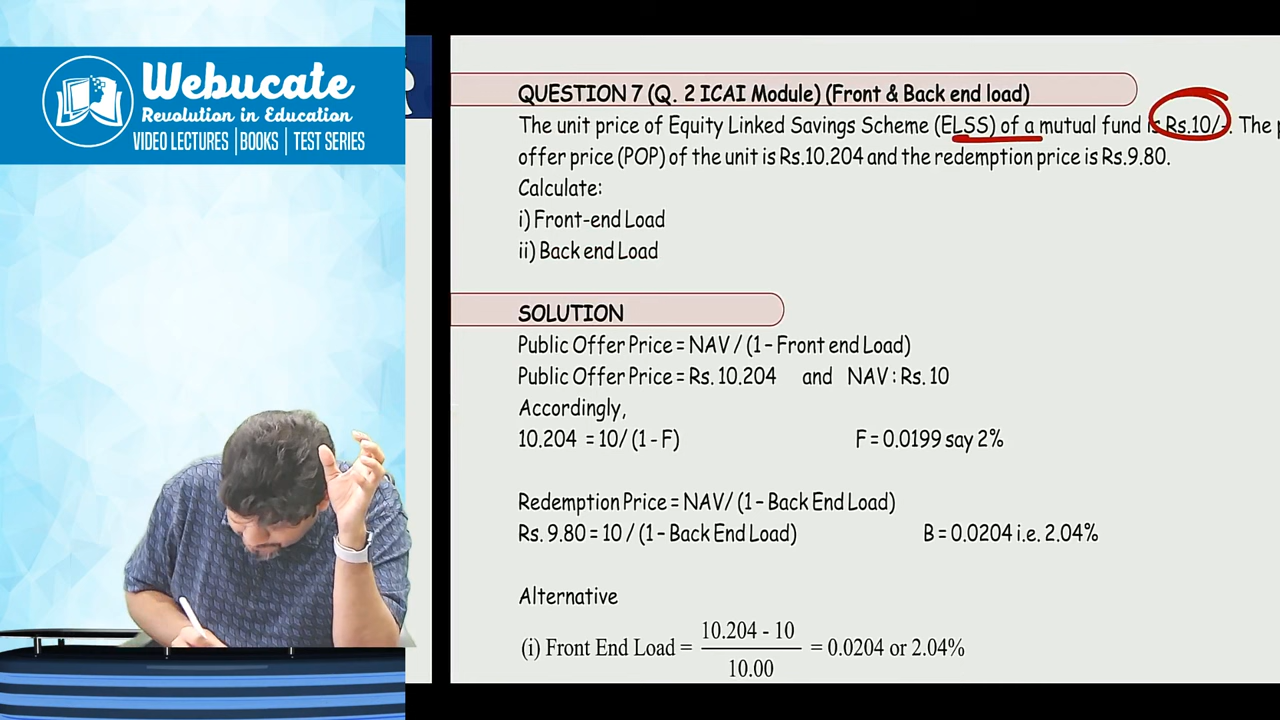 Webucate
Revolution in Education
VIDEO LECTURES | BOOKS | TEST SERIES
QUESTION 7 (Q. 2 ICAI Module) (Front & Back end load)
The unit price of Equity Linked Savings Scheme (ELSS) of a mutual fund is Rs.10/-. The
offer price (POP) of the unit is Rs.10.204 and the redemption price is Rs.9.80.
Calculate:
i) Front-end Load
ii) Back end Load
SOLUTION
Public Offer Price = NAV / (1 – Front end Load)
Public Offer Price = Rs. 10.204 and NAV : Rs. 10
Accordingly,
10.204 = 10/ (1 - F) F = 0.0199 say 2%
Redemption Price = NAV/ (1 – Back End Load)
Rs. 9.80 = 10 / (1 – Back End Load) B = 0.0204 i.e. 2.04%
Alternative
(i) Front End Load = 10.204 - 10 / 10.00 = 0.0204 or 2.04%